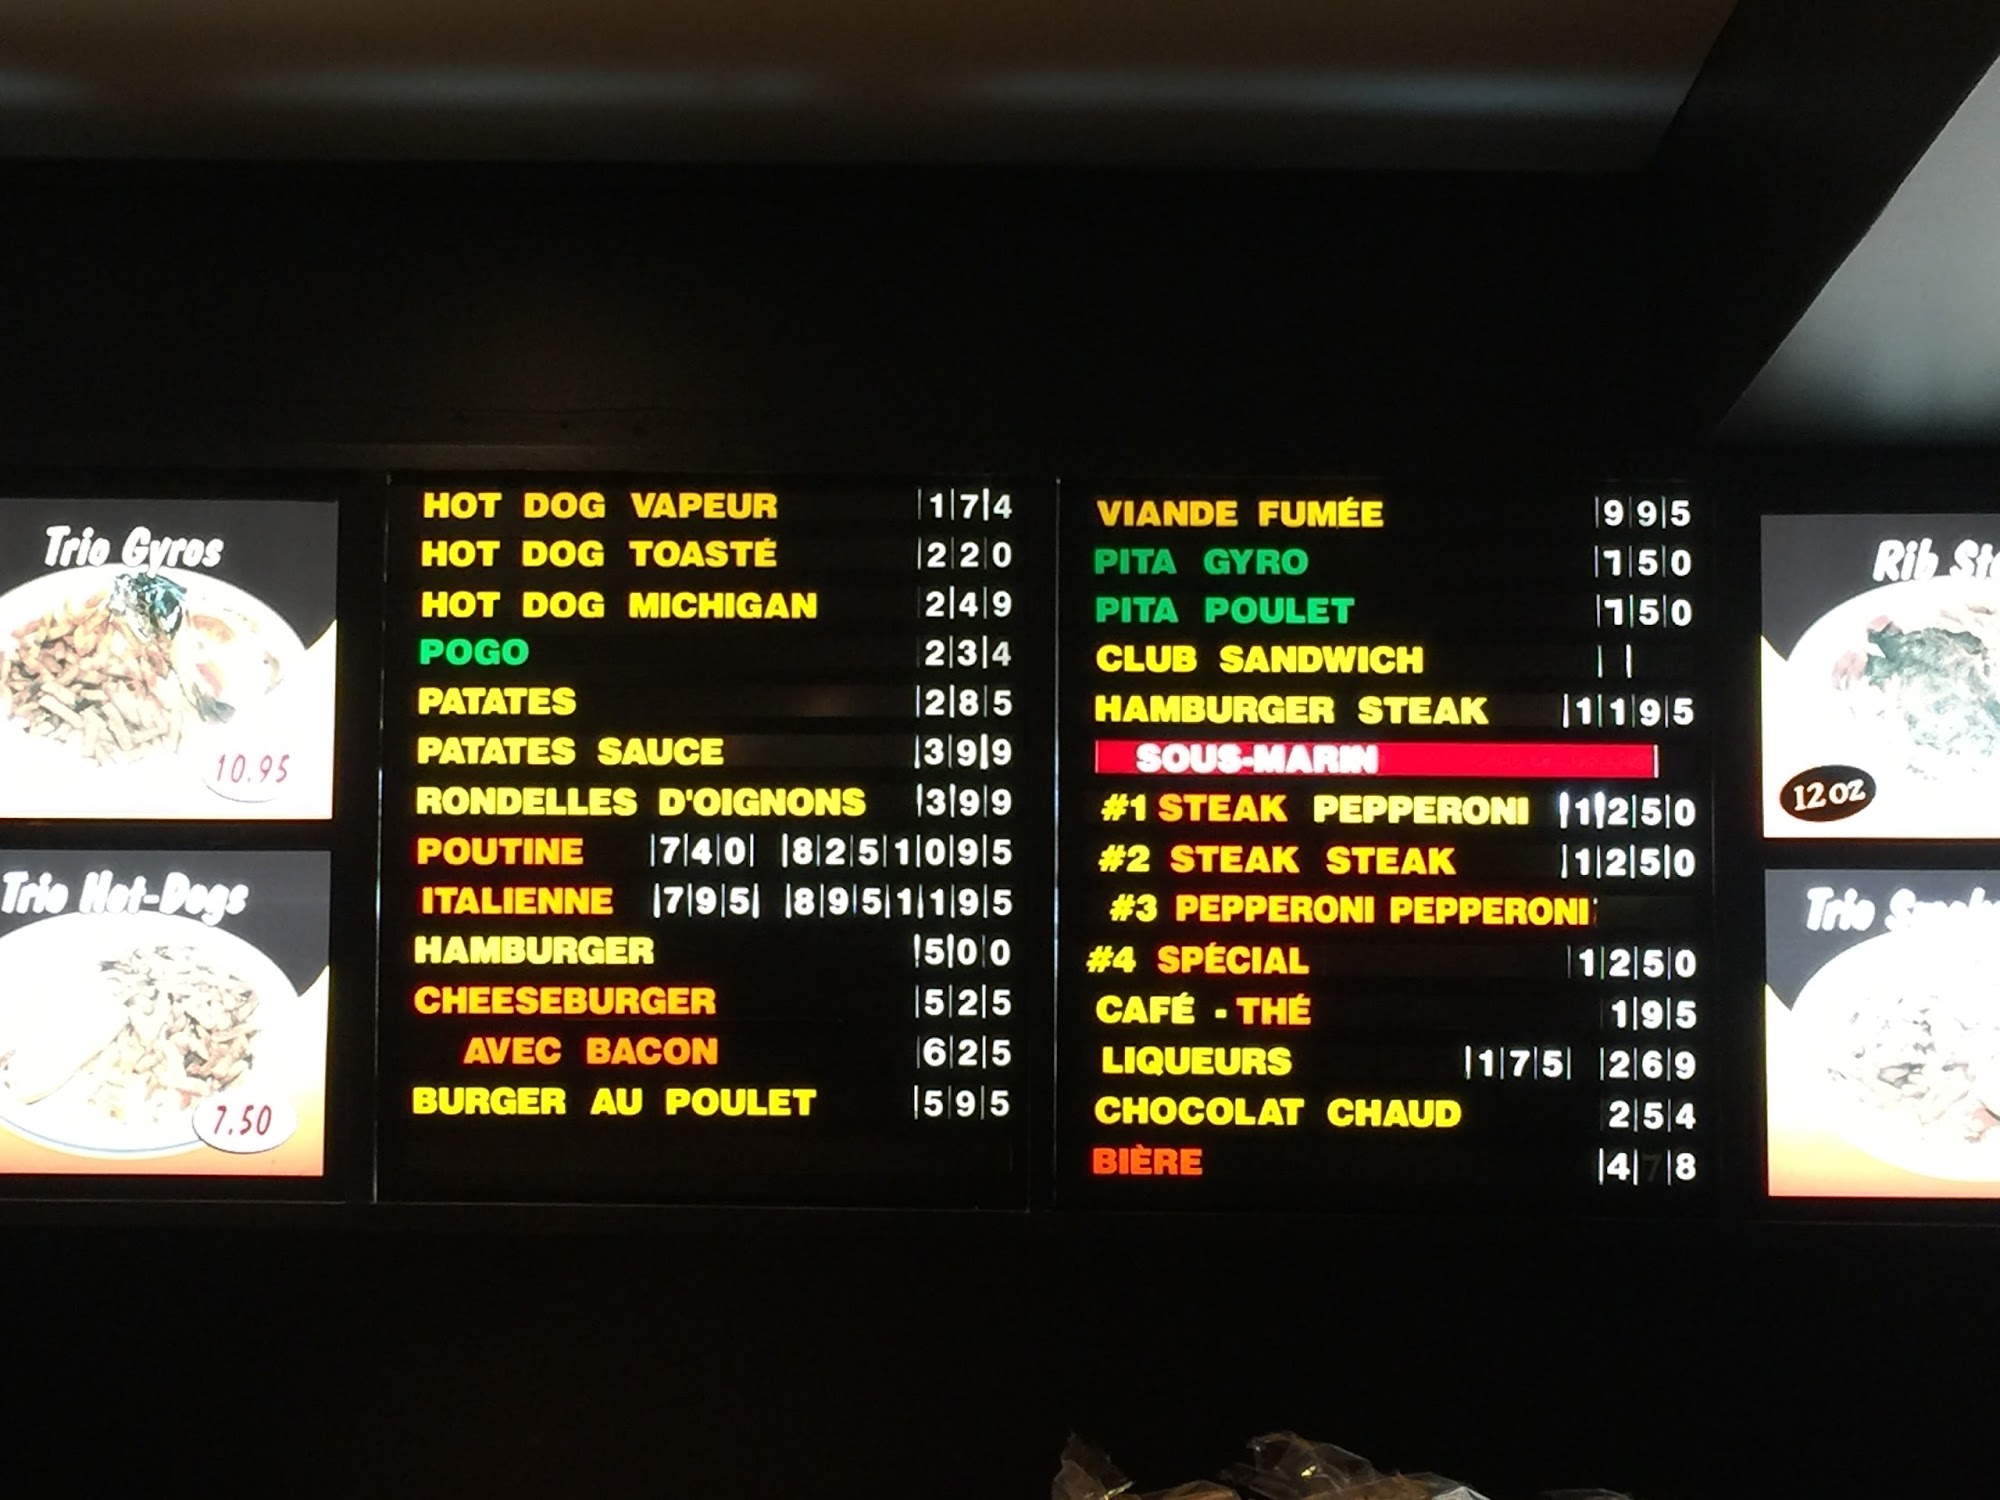 Trio Gyros
10.95
Trio Hot-Dogs
7.50
HOT DOG VAPEUR 174
HOT DOG TOASTÉ 220
HOT DOG MICHIGAN 249
POGO 234
PATATES 285
PATATES SAUCE 399
RONDELLES D'OIGNONS 399
POUTINE 740 825 1095
ITALIENNE 795 895 1195
HAMBURGER 500
CHEESEBURGER 525
AVEC BACON 625
BURGER AU POULET 595
VIANDE FUMÉE 995
PITA GYRO 750
PITA POULET 750
CLUB SANDWICH
HAMBURGER STEAK 1195
SOUS-MARIN
#1 STEAK PEPPERONI 1250
#2 STEAK STEAK 1250
#3 PEPPERONI PEPPERONI
#4 SPÉCIAL 1250
CAFÉ - THÉ 195
LIQUEURS 175 269
CHOCOLAT CHAUD 254
BIÈRE 478
Rib
12 oz
Trio